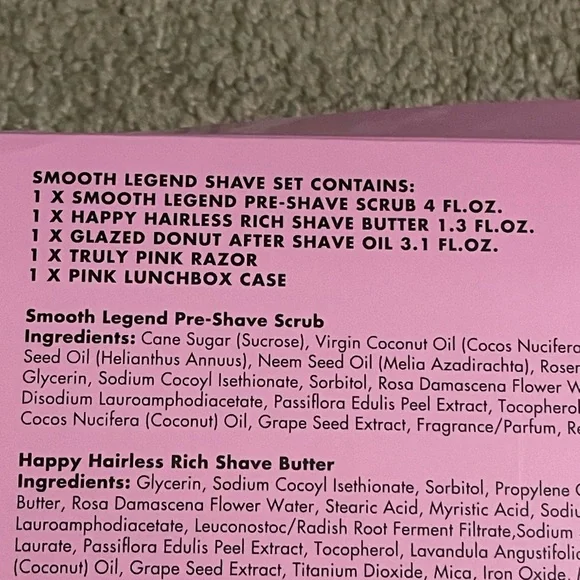 SMOOTH LEGEND SHAVE SET CONTAINS:
1 X SMOOTH LEGEND PRE-SHAVE SCRUB 4 FL.OZ.
1 X HAPPY HAIRLESS RICH SHAVE BUTTER 1.3 FL.OZ.
1 X GLAZED DONUT AFTER SHAVE OIL 3.1 FL.OZ.
1 X TRULY PINK RAZOR
1 X PINK LUNCHBOX CASE
Smooth Legend Pre-Shave Scrub
Ingredients: Cane Sugar (Sucrose), Virgin Coconut Oil (Cocos Nucifera
Seed Oil (Helianthus Annuus), Neem Seed Oil (Melia Azadirachta),
Glycerin, Sodium Cocoyl Isethionate, Sorbitol, Rosa Damascena Flower
Disodium Lauroamphodiacetate, Passiflora Edulis Peel Extract, Tocopherol
Cocos Nucifera (Coconut) Oil, Grape Seed Extract, Fragrance/Parfum,
Happy Hairless Rich Shave Butter
Ingredients: Glycerin, Sodium Cocoyl Isethionate, Sorbitol, Propylene
Butter, Rosa Damascena Flower Water, Stearic Acid, Myristic Acid,
Lauroamphodiacetate, Leuconostoc/Radish Root Ferment Filtrate,Sodium
Laurate, Passiflora Edulis Peel Extract, Tocopherol, Lavandula
(Coconut) Oil, Grape Seed Extract, Titanium Dioxide, Mica, Iron Oxide,